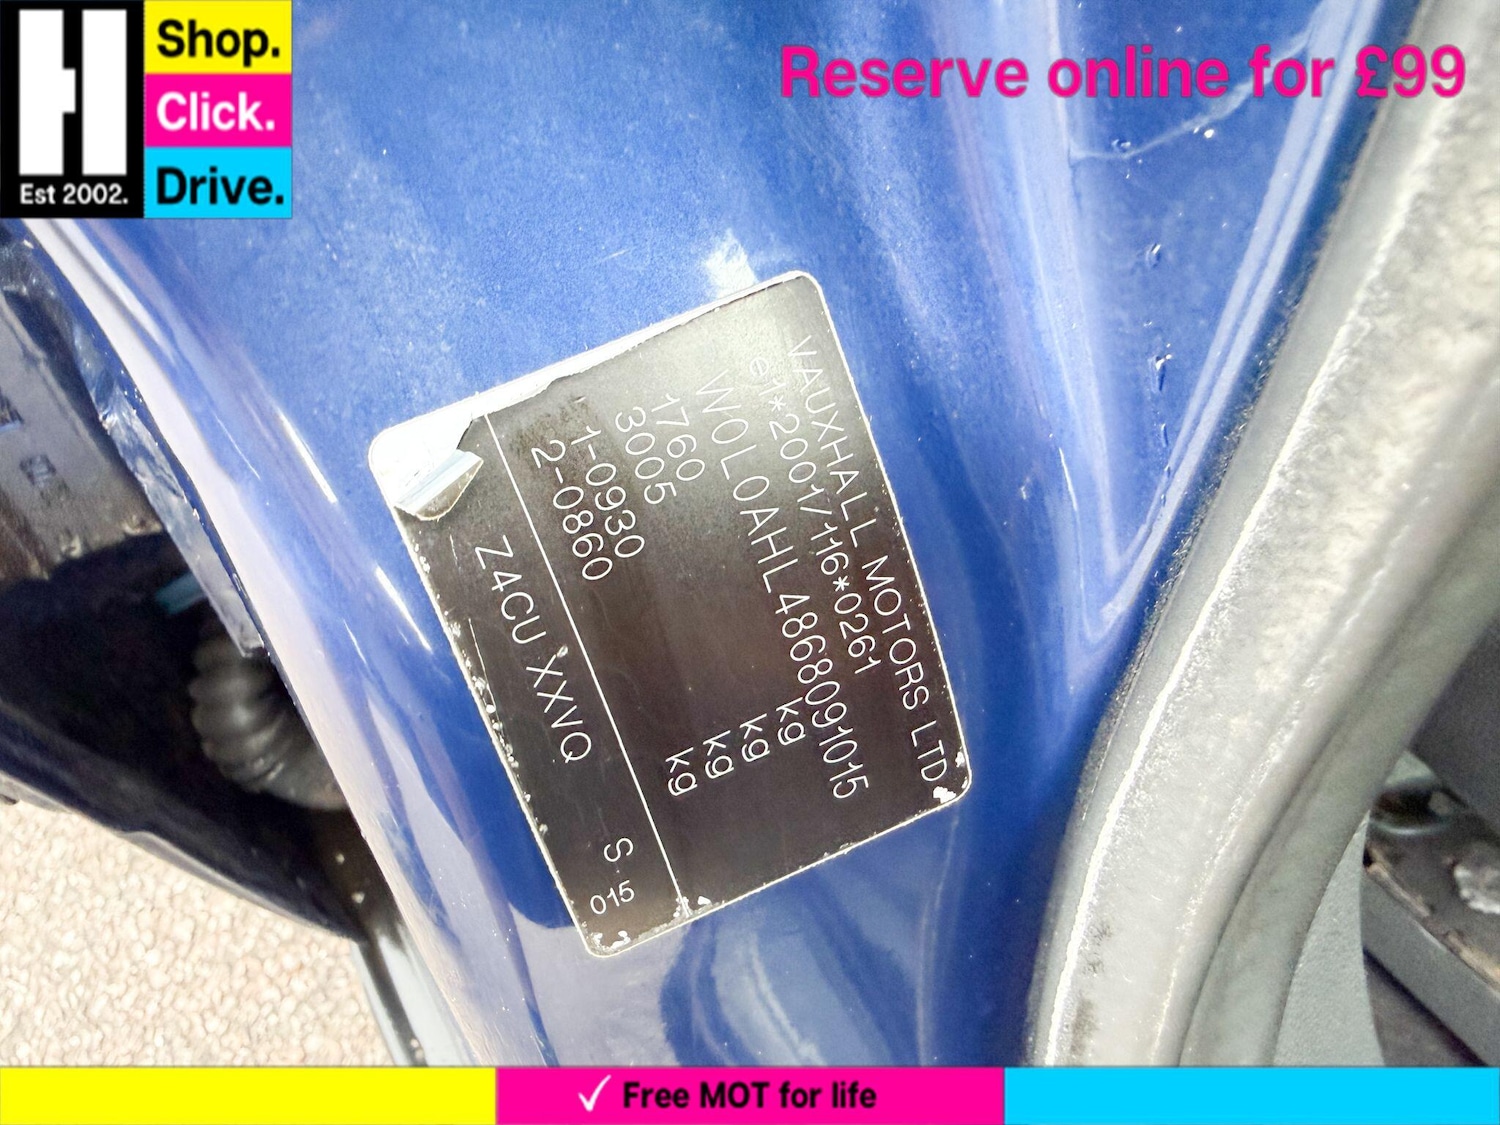 Shop.
Click.
Drive.
Est 2002.
Reserve online for £99
VAUXHALL MOTORS LTD
e1*2001/116*0261
W0L0AHL4868091015
1760 kg
3005 kg
1-0930 kg
2-0860 kg
Z4CU XXVQ S
015
Free MOT for life